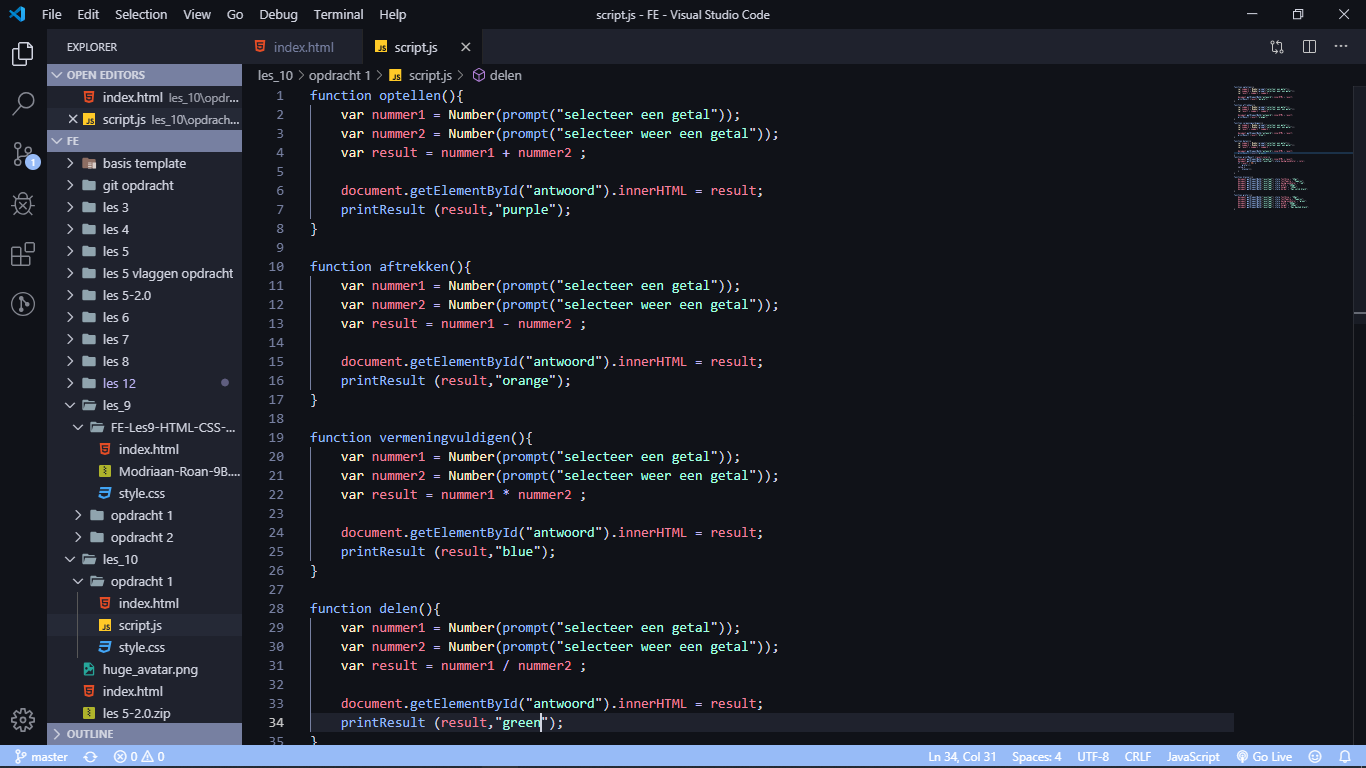 File Edit Selection View Go Debug Terminal Help script.js - FE - Visual Studio Code
EXPLORER
OPEN EDITORS
index.html les_10\opdr...
script.js les_10\opdrach...
FE
basis template
git opdracht
les 3
les 4
les 5
les 5 vlaggen opdracht
les 5-2.0
les 6
les 7
les 8
les 12
les_9
FE-Les9-HTML-CSS-...
index.html
Modriaan-Roan-9B....
style.css
opdracht 1
opdracht 2
les_10
opdracht 1
index.html
script.js
style.css
huge_avatar.png
index.html
les 5-2.0.zip
OUTLINE
1
index.html script.js
les_10 > opdracht 1 > script.js > delen
1 function optellen(){
2 var nummer1 = Number(prompt("selecteer een getal"));
3 var nummer2 = Number(prompt("selecteer weer een getal"));
4 var result = nummer1 + nummer2 ;
5
6 document.getElementById("antwoord").innerHTML = result;
7 printResult (result,"purple");
8 }
9
10 function aftrekken(){
11 var nummer1 = Number(prompt("selecteer een getal"));
12 var nummer2 = Number(prompt("selecteer weer een getal"));
13 var result = nummer1 - nummer2 ;
14
15 document.getElementById("antwoord").innerHTML = result;
16 printResult (result,"orange");
17 }
18
19 function vermeningvuldigen(){
20 var nummer1 = Number(prompt("selecteer een getal"));
21 var nummer2 = Number(prompt("selecteer weer een getal"));
22 var result = nummer1 * nummer2 ;
23
24 document.getElementById("antwoord").innerHTML = result;
25 printResult (result,"blue");
26 }
27
28 function delen(){
29 var nummer1 = Number(prompt("selecteer een getal"));
30 var nummer2 = Number(prompt("selecteer weer een getal"));
31 var result = nummer1 / nummer2 ;
32
33 document.getElementById("antwoord").innerHTML = result;
34 printResult (result,"green");
35 }
master 0 0 Ln 34, Col 31 Spaces: 4 UTF-8 CRLF JavaScript Go Live